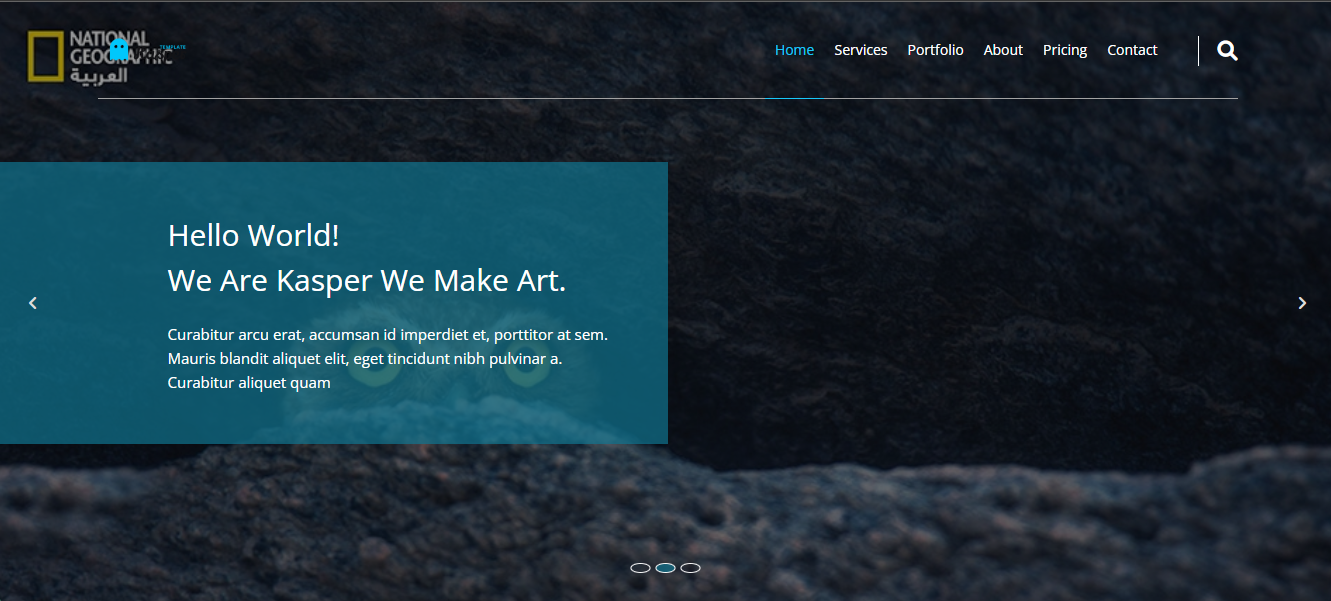 NATIONAL
GEOGRAPHIC
العربية
TEMPLATE
Home Services Portfolio About Pricing Contact
Hello World!
We Are Kasper We Make Art.
Curabitur arcu erat, accumsan id imperdiet et, porttitor at sem.
Mauris blandit aliquet elit, eget tincidunt nibh pulvinar a.
Curabitur aliquet quam